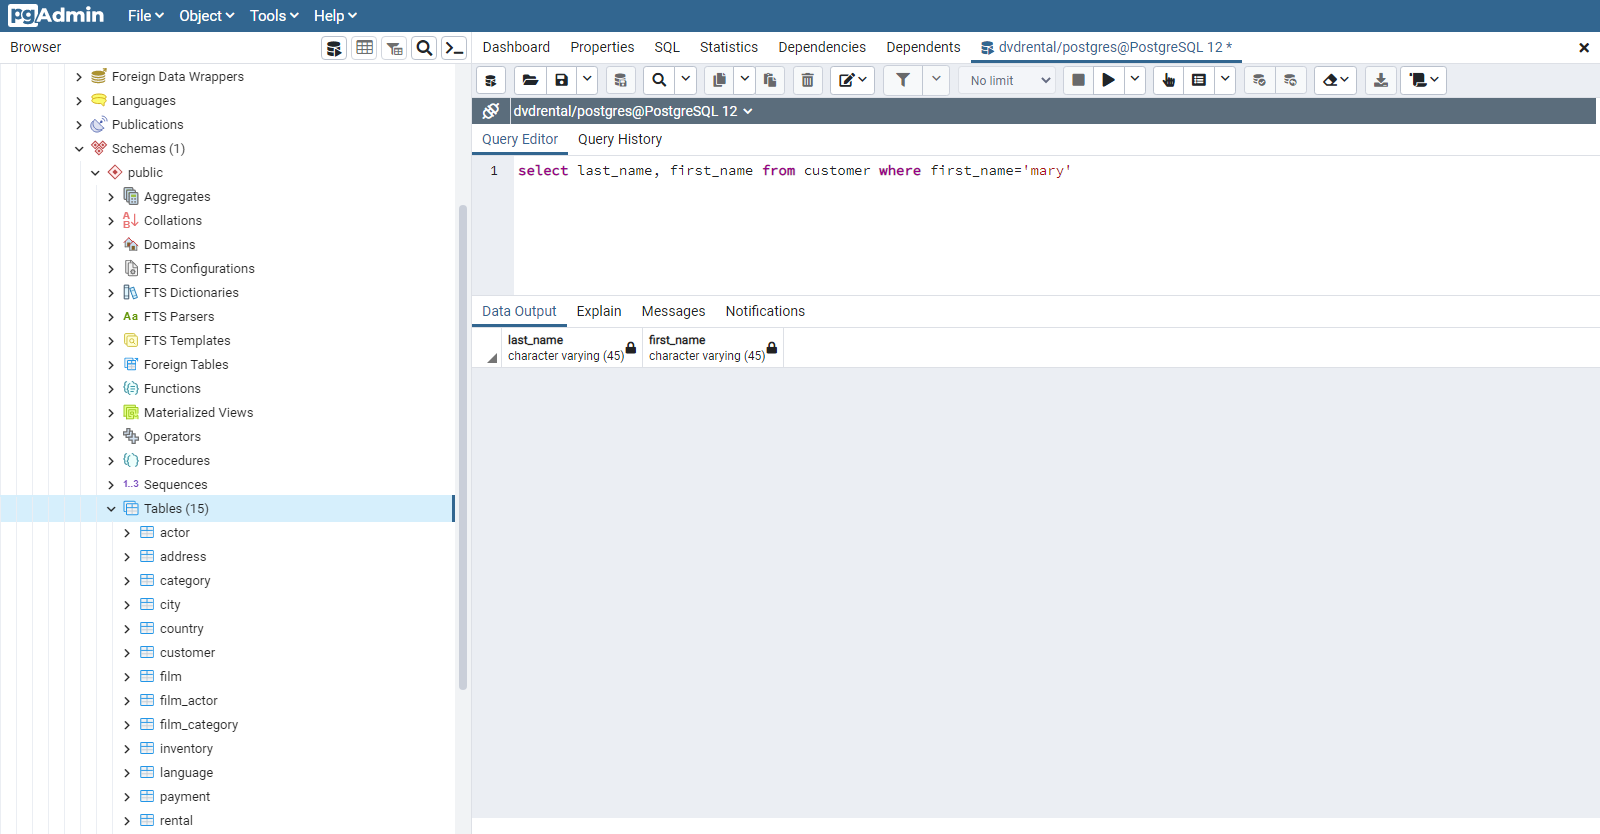 pgAdmin File Object Tools Help
Browser
Dashboard Properties SQL Statistics Dependencies Dependents dvdrental/postgres@PostgreSQL 12 *
No limit
dvdrental/postgres@PostgreSQL 12
Query Editor Query History
1 select last_name, first_name from customer where first_name='mary'
Data Output Explain Messages Notifications
last_name
character varying (45)
first_name
character varying (45)
Foreign Data Wrappers
Languages
Publications
Schemas (1)
public
Aggregates
Collations
Domains
FTS Configurations
FTS Dictionaries
Aa FTS Parsers
FTS Templates
Foreign Tables
Functions
Materialized Views
Operators
Procedures
1..3 Sequences
Tables (15)
actor
address
category
city
country
customer
film
film_actor
film_category
inventory
language
payment
rental